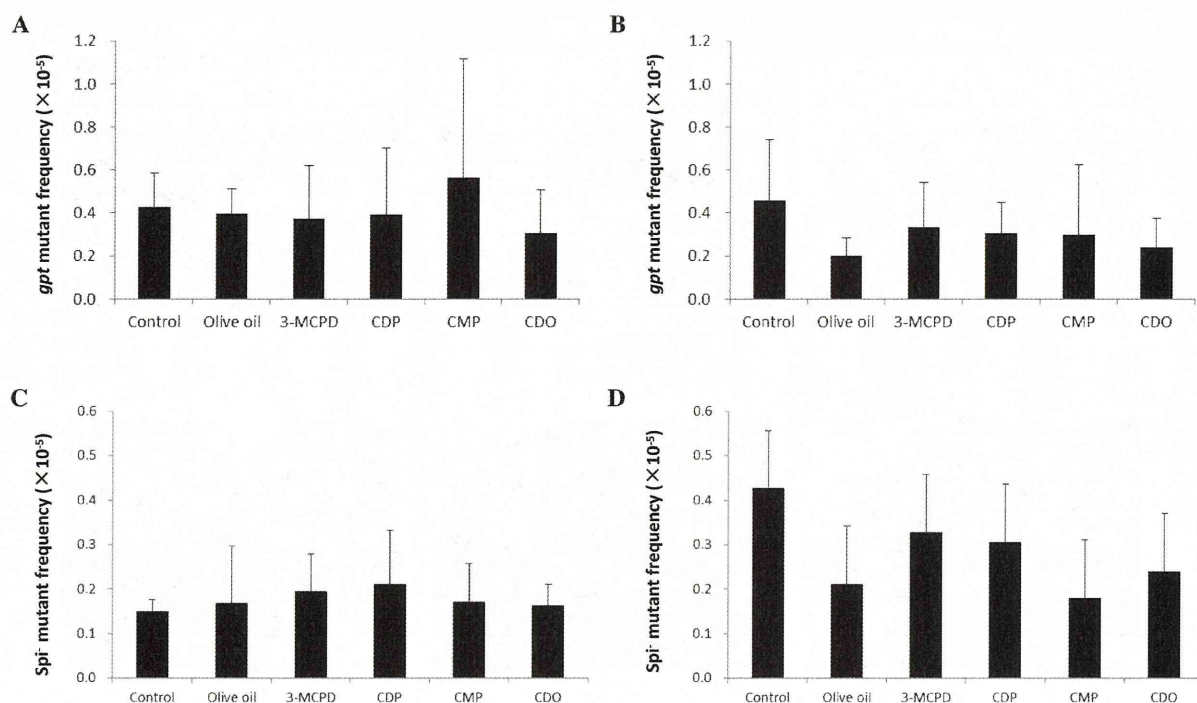 A
gpt mutant frequency (×10-5)
1.2
1.0
0.8
0.6
0.4
0.2
0.0
Control Olive oil 3-MCPD CDP CMP CDO
B
gpt mutant frequency (×10-5)
1.2
1.0
0.8
0.6
0.4
0.2
0.0
Control Olive oil 3-MCPD CDP CMP CDO
C
Spi- mutant frequency (×10-5)
0.6
0.5
0.4
0.3
0.2
0.1
0.0
Control Olive oil 3-MCPD CDP CMP CDO
D
Spi- mutant frequency (×10-5)
0.6
0.5
0.4
0.3
0.2
0.1
0.0
Control Olive oil 3-MCPD CDP CMP CDO